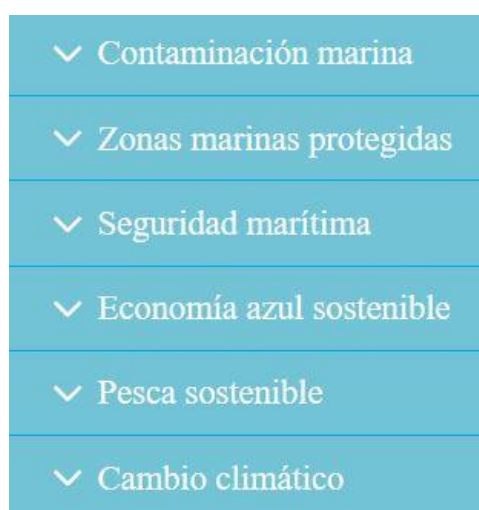 Contaminación marina
Zonas marinas protegidas
Seguridad marítima
Economía azul sostenible
Pesca sostenible
Cambio climático